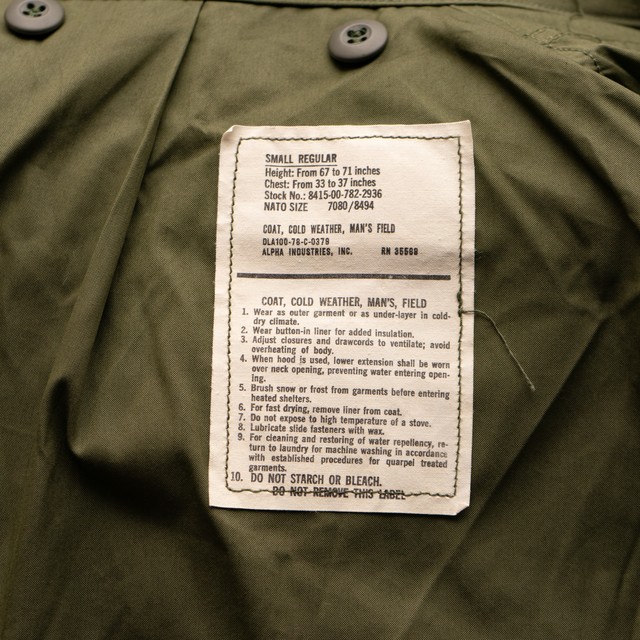 SMALL REGULAR
Height: From 67 to 71 inches
Chest: From 33 to 37 inches
Stock No.: 8415-00-782-2936
NATO SIZE 7080/8494
COAT, COLD WEATHER, MAN'S FIELD
DLA100-78-C-0379
ALPHA INDUSTRIES, INC. RN 35569
COAT, COLD WEATHER, MAN'S, FIELD
1. Wear as outer garment or as under-layer in cold-
dry climate.
2. Wear button-in liner for added insulation.
3. Adjust closures and drawcords to ventilate; avoid
overheating of body.
4. When hood is used, lower extension shall be worn
over neck opening, preventing water entering open-
ing.
5. Brush snow or frost from garments before entering
heated shelters.
6. For fast drying, remove liner from coat.
7. Do not expose to high temperature of a stove.
8. Lubricate slide fasteners with wax.
9. For cleaning and restoring of water repellency, re-
turn to laundry for machine washing in accordance
with established procedures for quarpel treated
garments.
10. DO NOT STARCH OR BLEACH.
DO NOT REMOVE THIS LABEL